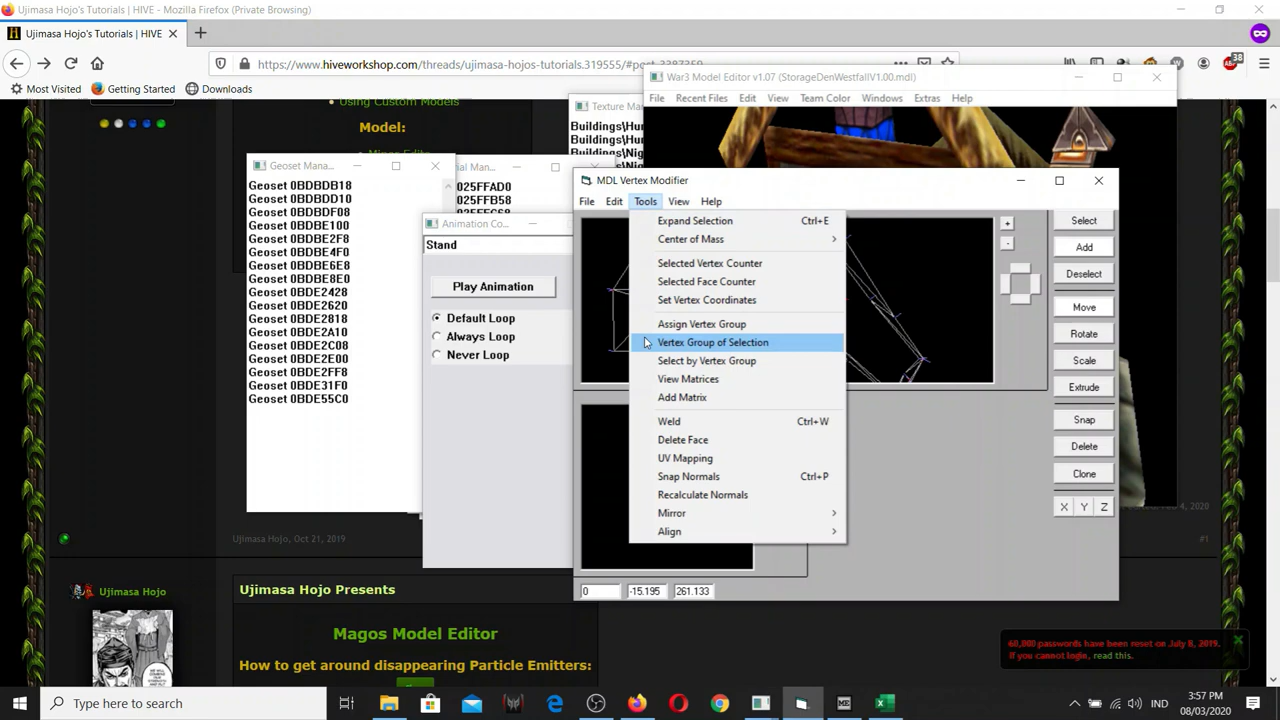 Ujimasa Hojo's Tutorials | HIVE - Mozilla Firefox (Private Browsing)
Ujimasa Hojo's Tutorials | HIVE
https://www.hiveworkshop.com/threads/ujimasa-hojos-tutorials.319555/#post-3387359
38
Most Visited
Getting Started
Downloads
Using Custom Models
Model:
Texture Ma
Buildings\Hu
Buildings\Hu
Buildings\Hu
Buildings\Nig
War3 Model Editor v1.07 (StorageDenWestfallV1.00.mdl)
File Recent Files Edit View Team Color Windows Extras Help
Geoset Mana
Geoset 0BDBDB18
Geoset 0BDBDD10
Geoset 0BDBDF08
Geoset 0BDBE100
Geoset 0BDBE2F8
Geoset 0BDBE4F0
Geoset 0BDBE6E8
Geoset 0BDBE8E0
Geoset 0BDE2428
Geoset 0BDE2620
Geoset 0BDE2818
Geoset 0BDE2A10
Geoset 0BDE2C08
Geoset 0BDE2E00
Geoset 0BDE2FF8
Geoset 0BDE31F0
Geoset 0BDE55C0
ial Man
025FFAD0
025FFB58
Animation Co
Stand
Play Animation
Default Loop
Always Loop
Never Loop
MDL Vertex Modifier
File Edit Tools View Help
Expand Selection Ctrl+E
Center of Mass
Selected Vertex Counter
Selected Face Counter
Set Vertex Coordinates
Assign Vertex Group
Vertex Group of Selection
Select by Vertex Group
View Matrices
Add Matrix
Weld Ctrl+W
Delete Face
UV Mapping
Snap Normals Ctrl+P
Recalculate Normals
Mirror
Align
+
-
Select
Add
Deselect
Move
Rotate
Scale
Extrude
Snap
Delete
Clone
X Y Z
0 -15.195 261.133
Ujimasa Hojo, Oct 21, 2019
#1
Ujimasa Hojo
Ujimasa Hojo Presents
Magos Model Editor
How to get around disappearing Particle Emitters:
60,800 passwords have been reset on July 8, 2019.
If you cannot login, read this.
Type here to search
IND
3:57 PM
08/03/2020